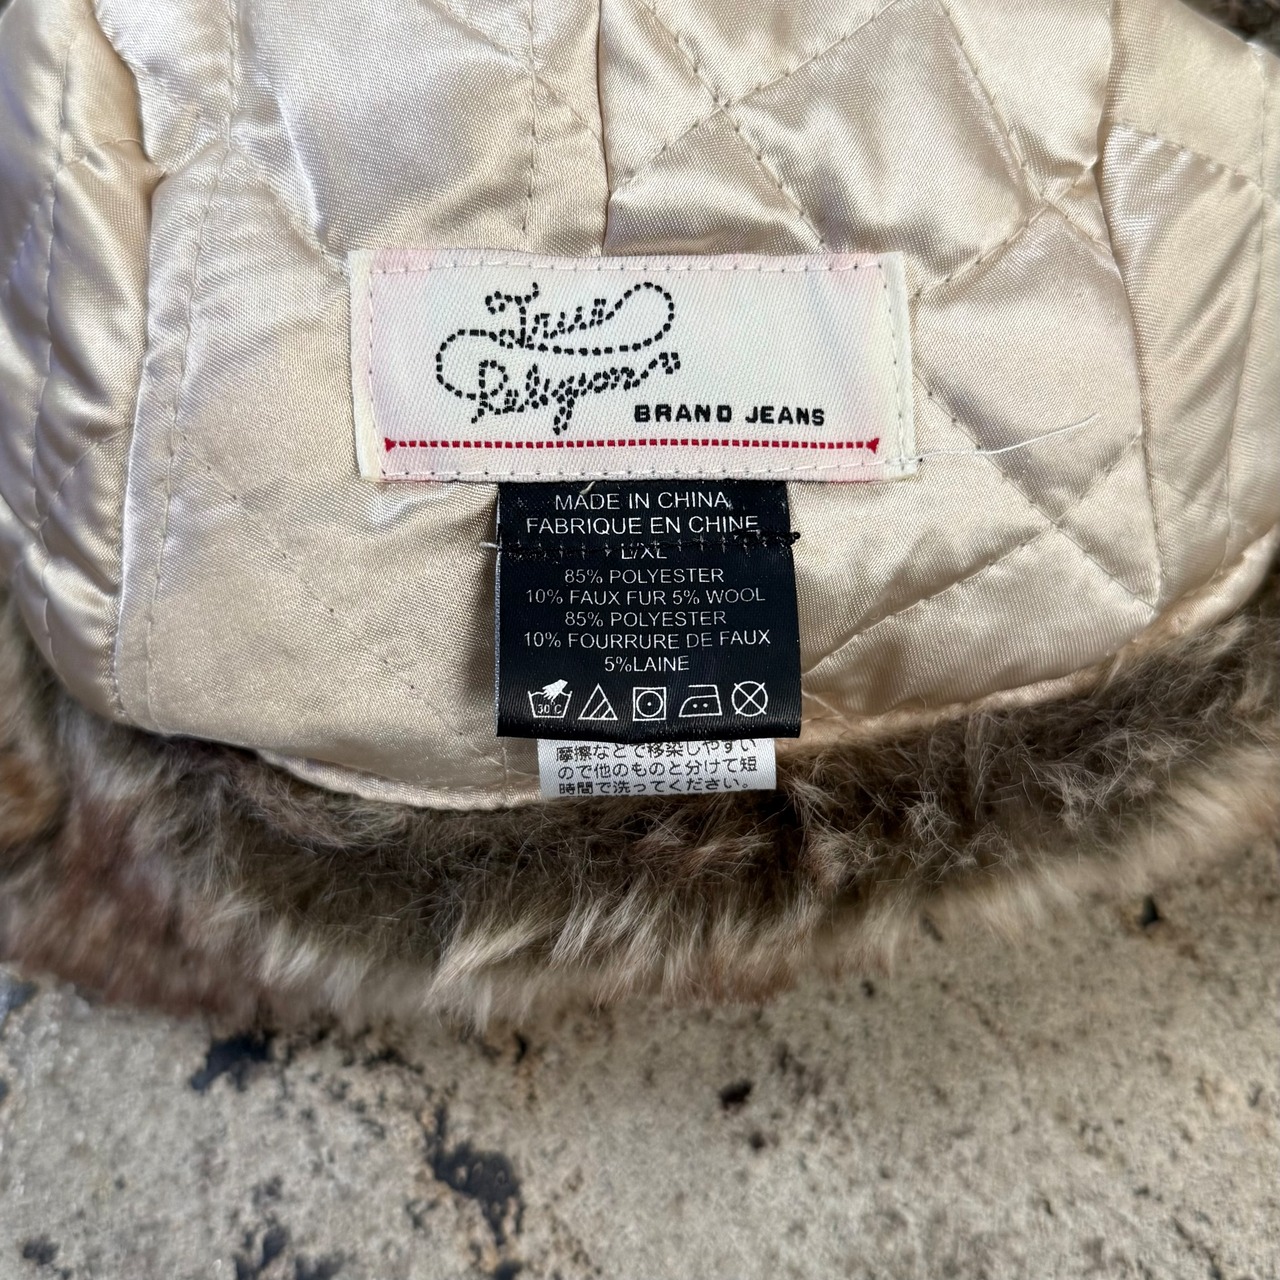 True
Religion
BRAND JEANS
MADE IN CHINA
FABRIQUE EN CHINE
L/XL
85% POLYESTER
10% FAUX FUR 5% WOOL
85% POLYESTER
10% FOURRURE DE FAUX
5%LAINE
30°C
摩擦などで移染しやすい
ので他のものと分けて短
時間で洗ってください。